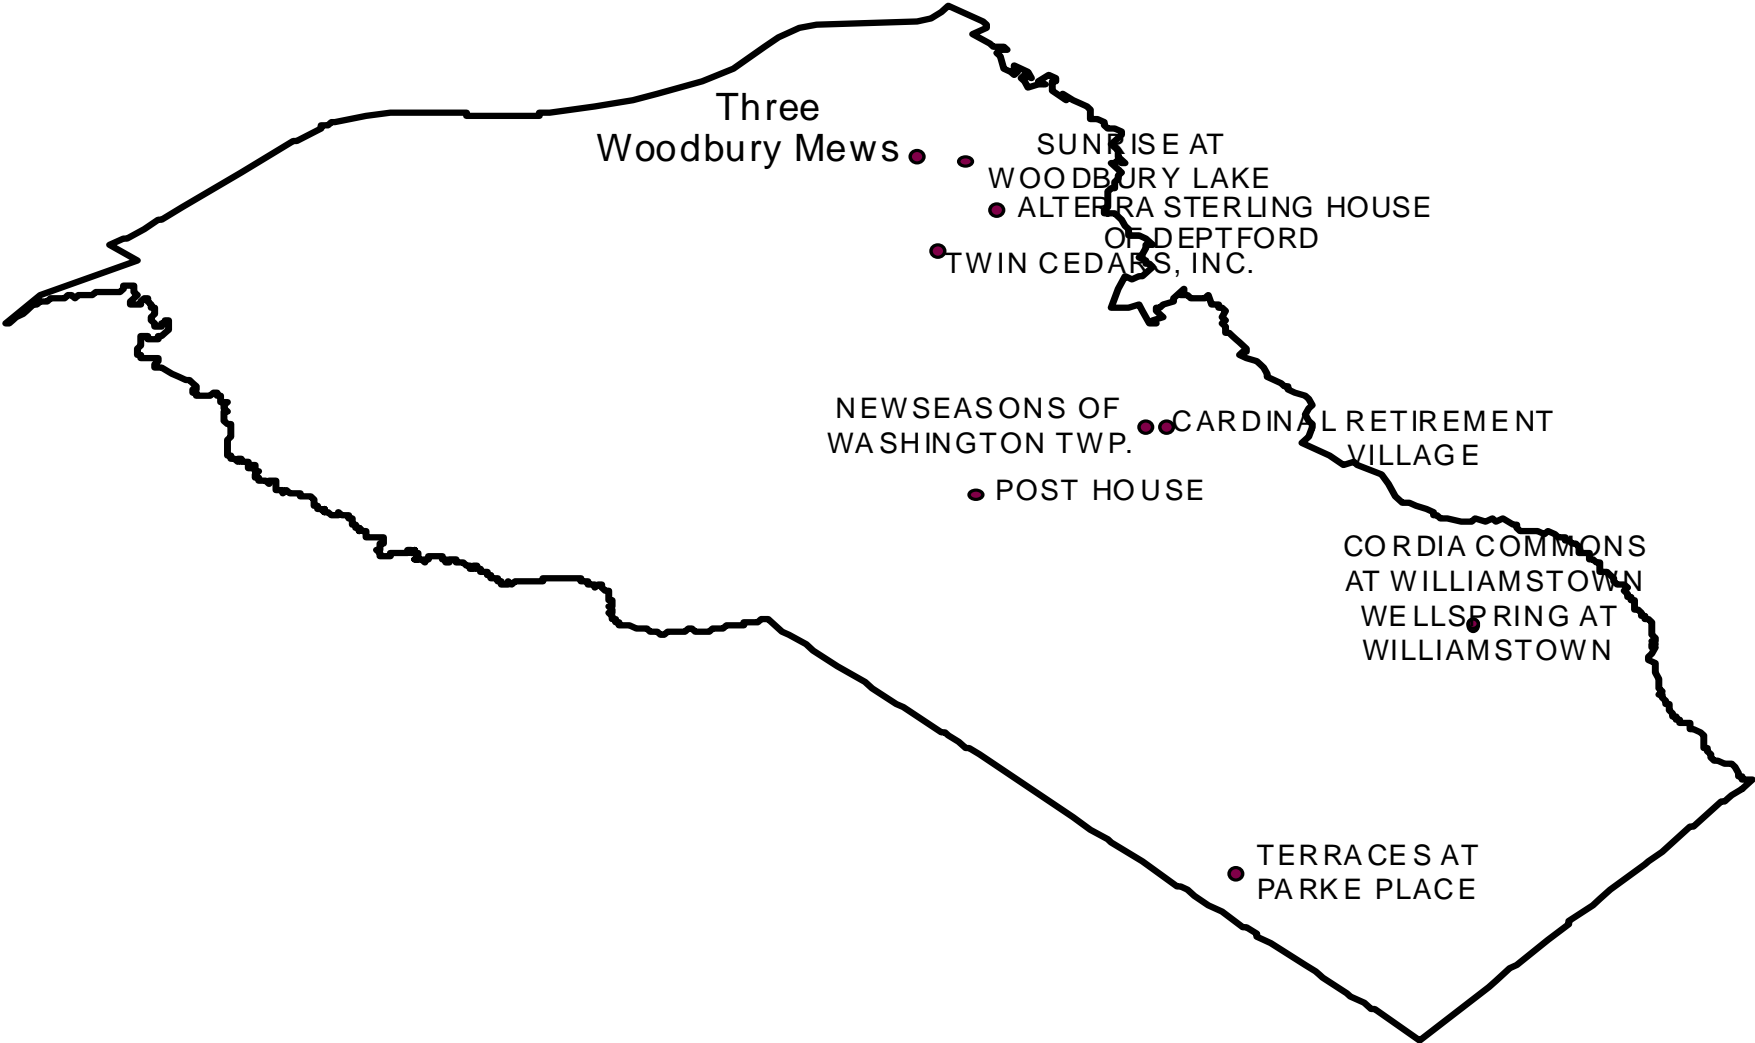 Three
Woodbury Mews
SUNRISE AT
WOODBURY LAKE
ALTERRA STERLING HOUSE
OF DEPTFORD
TWIN CEDARS, INC.
NEWSEASONS OF
WASHINGTON TWP.
CARDINAL RETIREMENT
VILLAGE
POST HOUSE
CORDIA COMMONS
AT WILLIAMSTOWN
WELLSPRING AT
WILLIAMSTOWN
TERRACES AT
PARKE PLACE